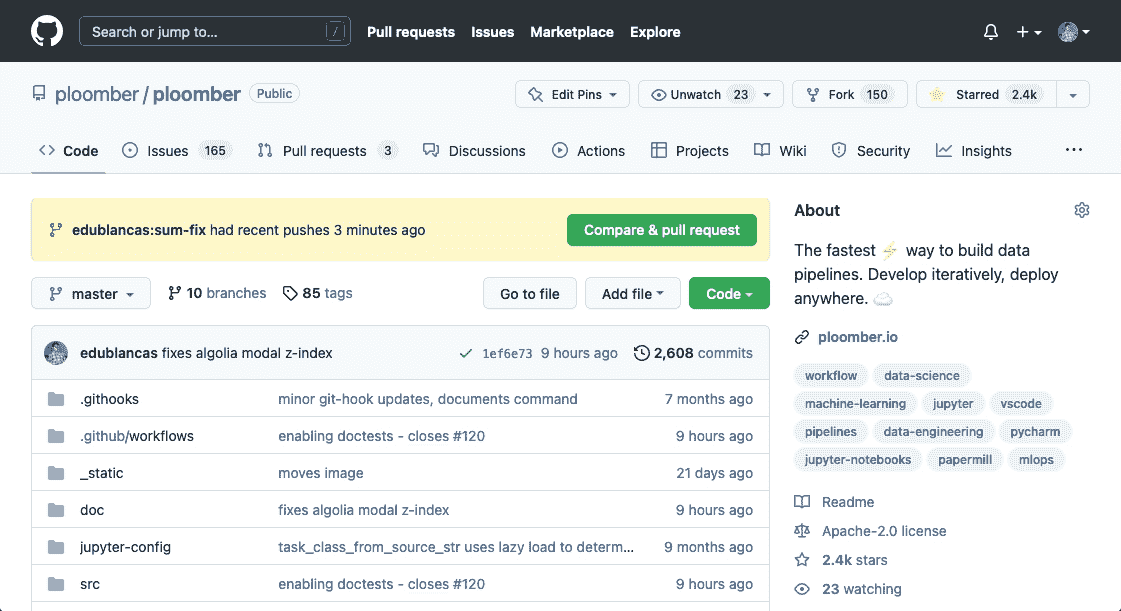 Search or jump to... /
Pull requests Issues Marketplace Explore
ploomber / ploomber Public
Edit Pins Unwatch 23 Fork 150 Starred 2.4k
Code Issues 165 Pull requests 3 Discussions Actions Projects Wiki Security Insights
edublancas:sum-fix had recent pushes 3 minutes ago Compare & pull request
master 10 branches 85 tags Go to file Add file Code
edublancas fixes algolia modal z-index 1ef6e73 9 hours ago 2,608 commits
.githooks minor git-hook updates, documents command 7 months ago
.github/workflows enabling doctests - closes #120 9 hours ago
_static moves image 21 days ago
doc fixes algolia modal z-index 9 hours ago
jupyter-config task_class_from_source_str uses lazy load to determ... 9 months ago
src enabling doctests - closes #120 9 hours ago
About
The fastest ⚡ way to build data
pipelines. Develop iteratively, deploy
anywhere. ☁️
ploomber.io
workflow data-science
machine-learning jupyter vscode
pipelines data-engineering pycharm
jupyter-notebooks papermill mlops
Readme
Apache-2.0 license
2.4k stars
23 watching